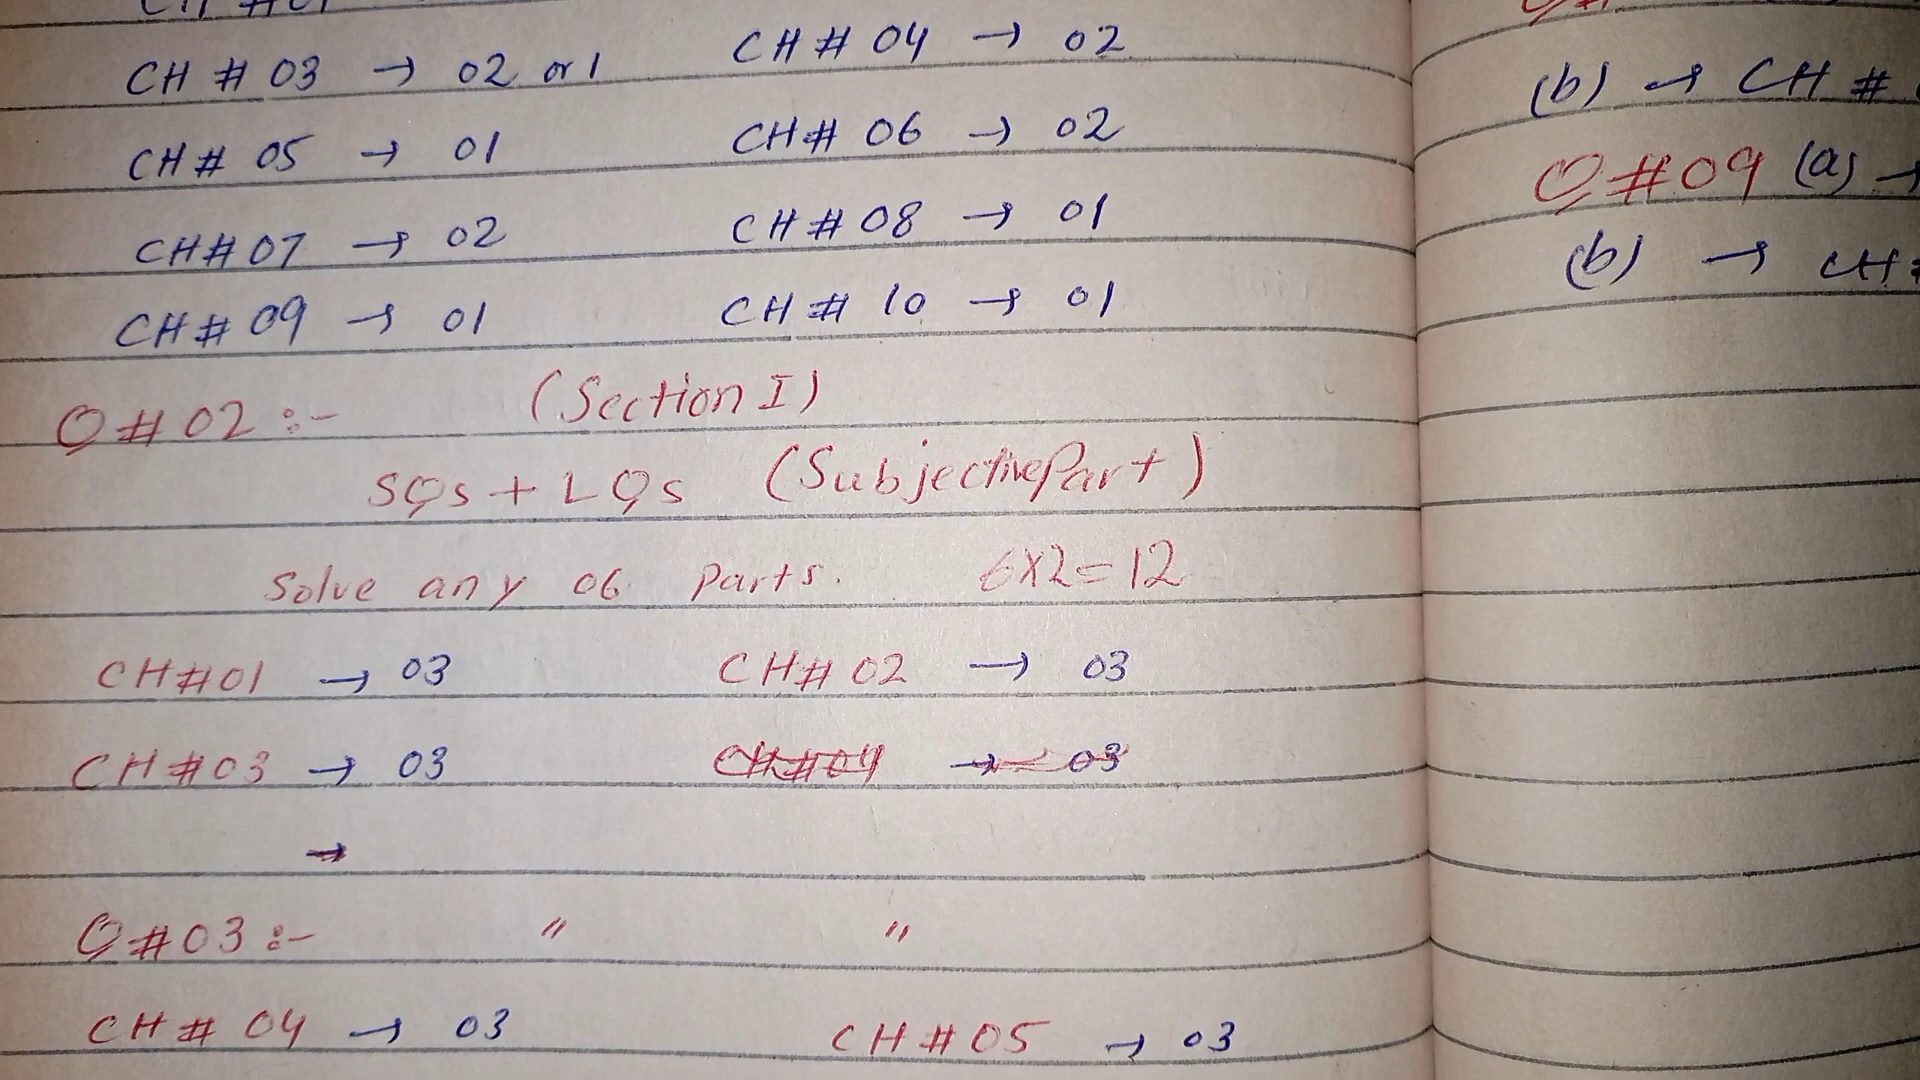 CH # 03 → 02 or 1 CH # 04 → 02
CH # 05 → 01 CH # 06 → 02
CH # 07 → 02 CH # 08 → 01
CH # 09 → 01 CH # 10 → 01
Q # 02 :- (Section I)
SQs + LQs (Subjective Part)
Solve any 06 parts. 6x2=12
CH # 01 → 03 CH # 02 → 03
CH # 03 → 03 CH # 04 → 03
→
Q # 03 :- " "
CH # 04 → 03 CH # 05 → 03
(b) → CH #
Q # 09 (a) →
(b) → CH #